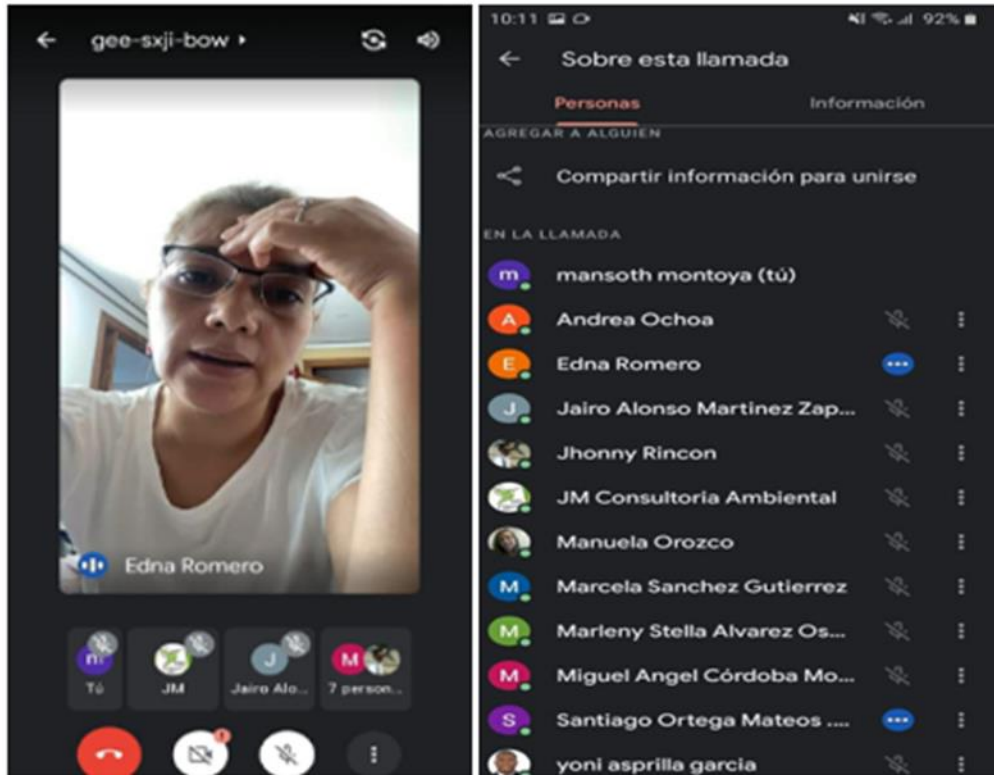 gee-sxji-bow
Edna Romero
m
J
M
Tú
JM
Jairo Alo...
7 person...
10:11
92%
Sobre esta llamada
Personas
Información
AGREGAR A ALGUIEN
Compartir información para unirse
EN LA LLAMADA
m mansoth montoya (tú)
A Andrea Ochoa
E Edna Romero
J Jairo Alonso Martinez Zap...
Jhonny Rincon
JM Consultoria Ambiental
Manuela Orozco
M Marcela Sanchez Gutierrez
M Marleny Stella Alvarez Os...
M Miguel Angel Córdoba Mo...
S Santiago Ortega Mateos ....
yoni asprilla garcia